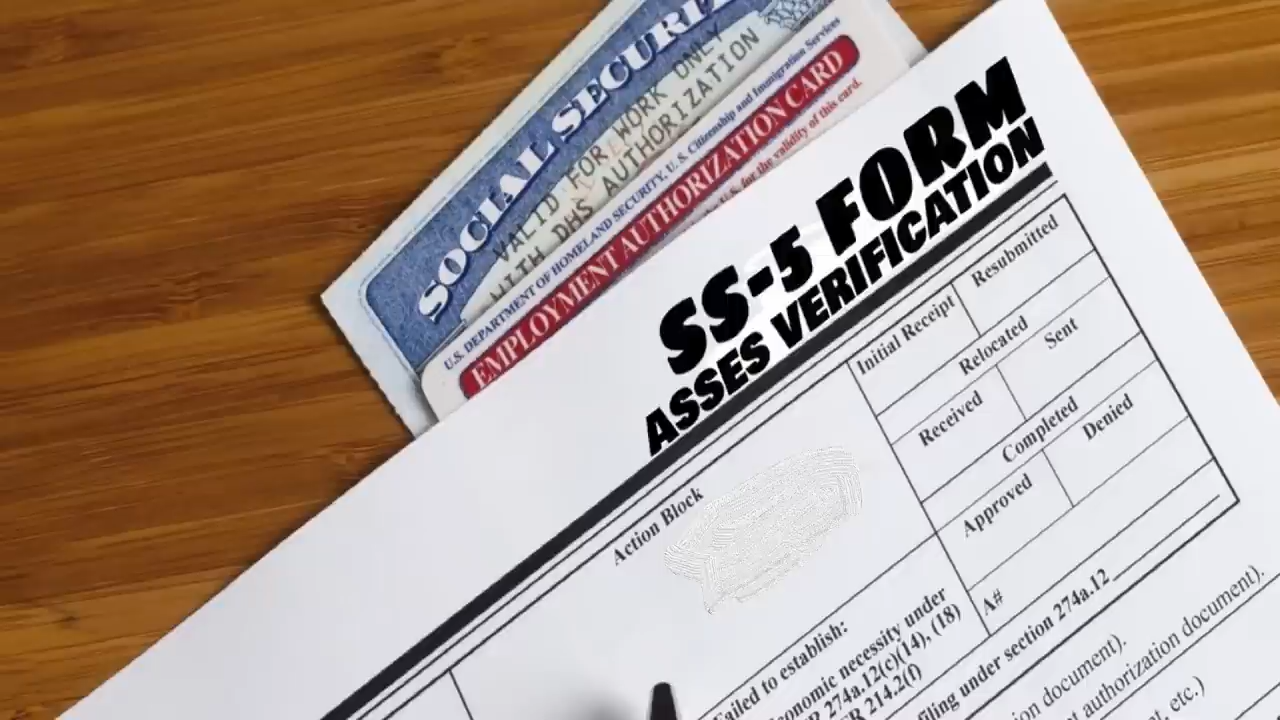 SOCIAL SECURITY
VALID FOR WORK ONLY
WITH DHS AUTHORIZATION
U.S. DEPARTMENT OF HOMELAND SECURITY, U.S. Citizenship and Immigration Services
EMPLOYMENT AUTHORIZATION CARD
U.S. for the validity of this card.
SS-5 FORM
ASSES VERIFICATION
Initial Receipt
Resubmitted
Relocated
Received
Sent
Completed
Approved
Denied
A#
Action Block
Failed to establish:
economic necessity under
274a.12(c)(14), (18)
214.2(f)
filing under section 274a.12
document).
authorization document).
etc.)